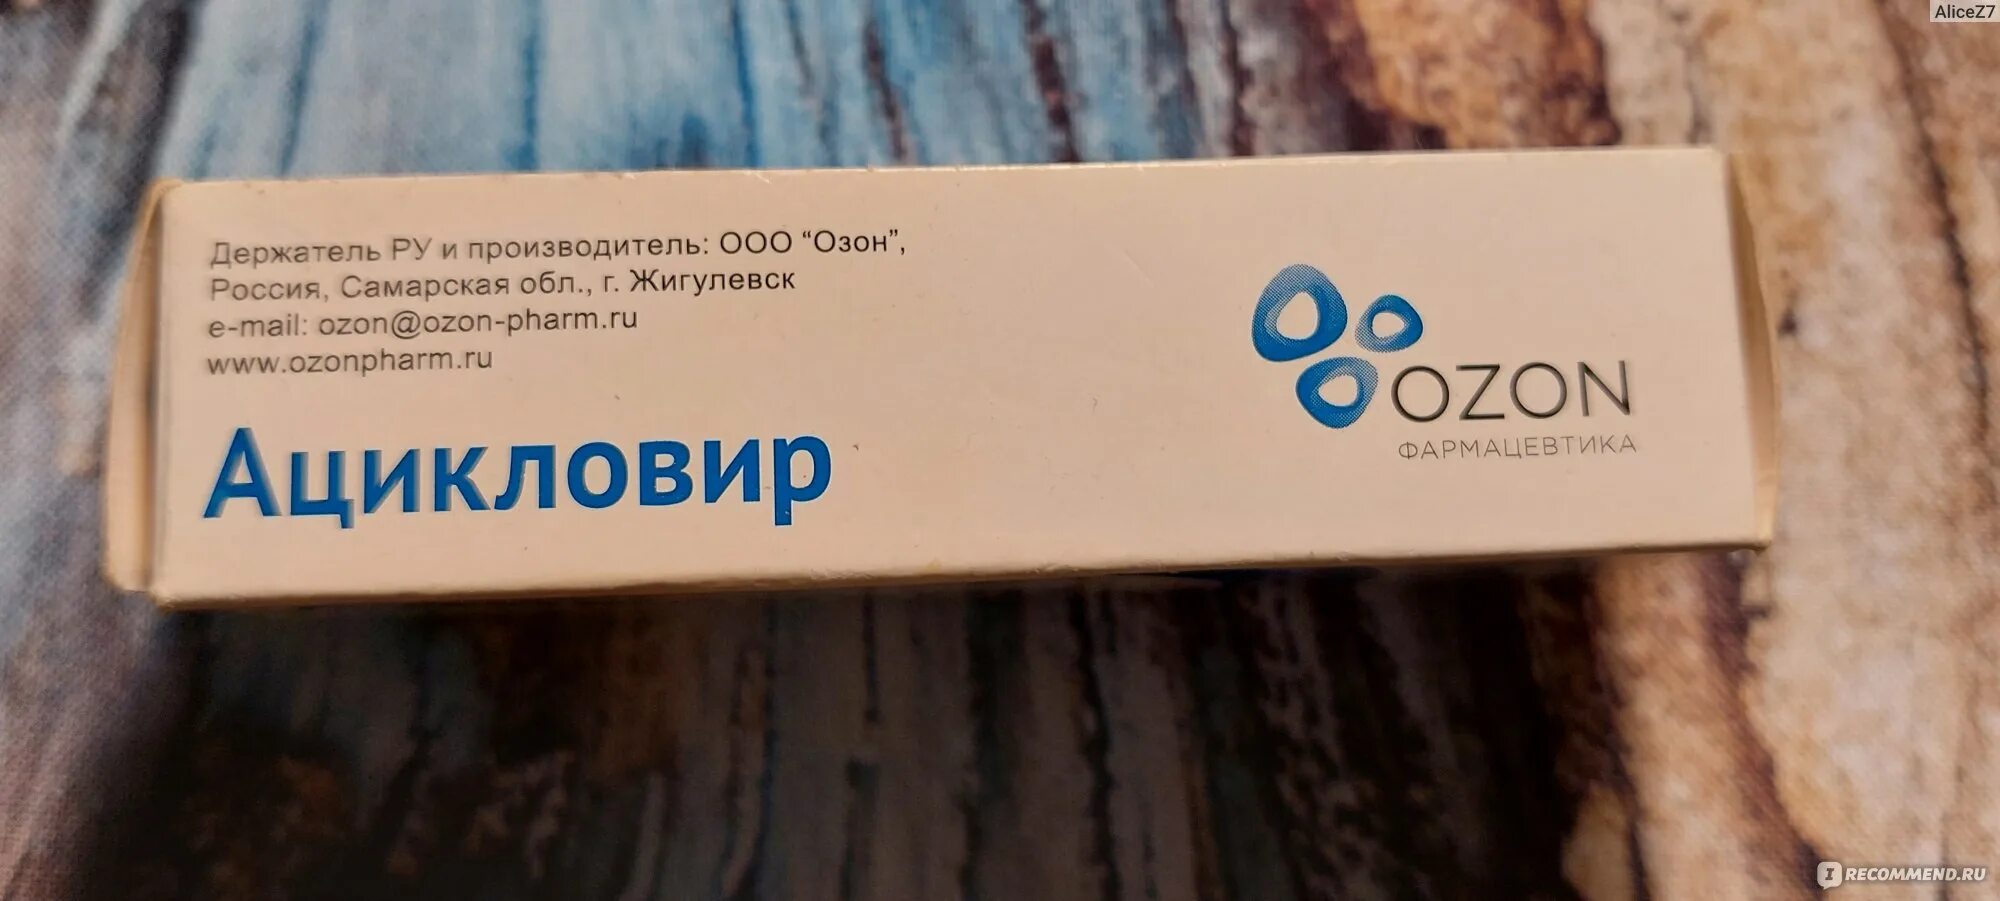 AliceZ7
Держатель РУ и производитель: ООО “Озон”,
Россия, Самарская обл., г. Жигулевск
e-mail: ozon@ozon-pharm.ru
www.ozonpharm.ru
Ацикловир
OZON
ФАРМАЦЕВТИКА
I RECOMMEND.RU